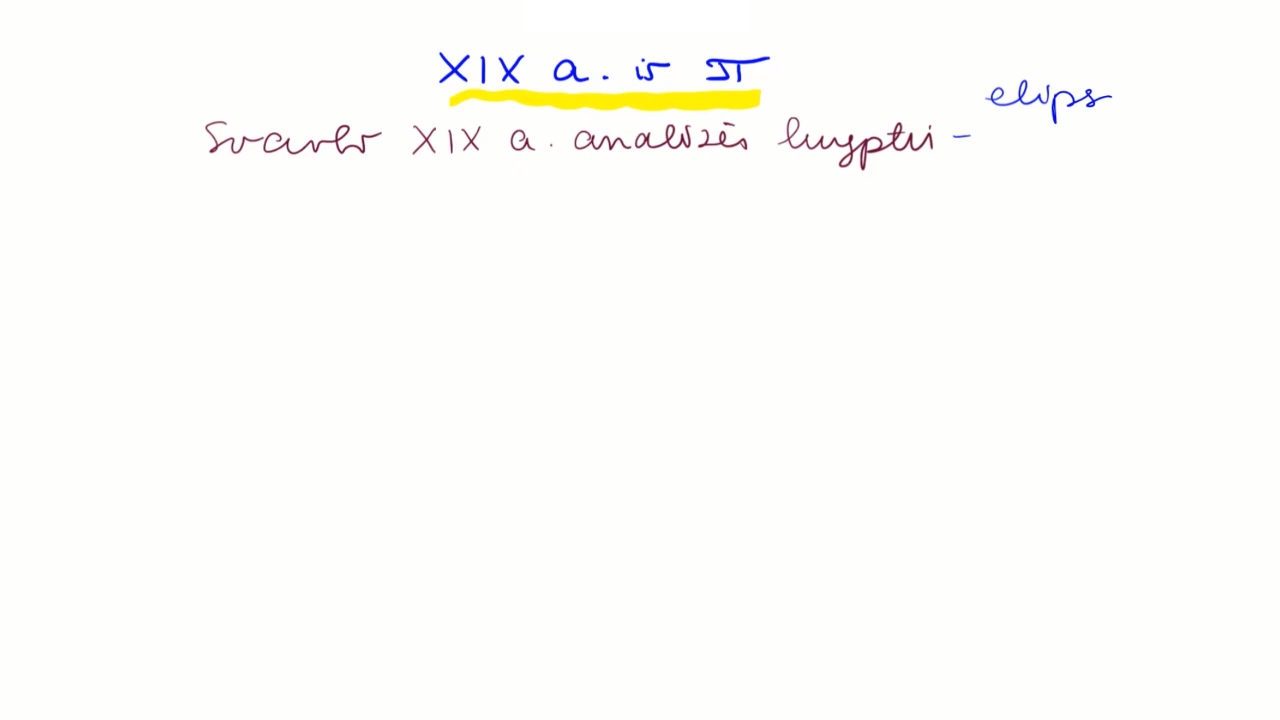 XIX a. ir π
Svarbi XIX a. analizės kryptis – elips